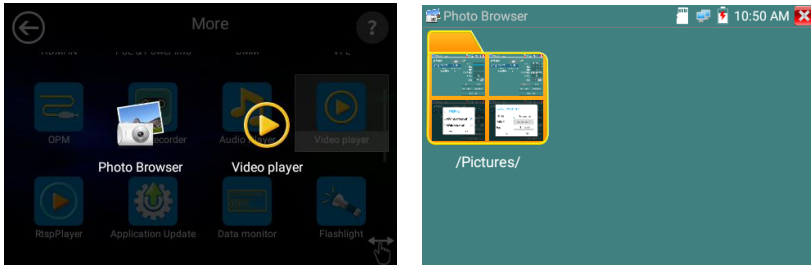 More
?
OPM
Recorder
Audio Player
Video player
Photo Browser
Video player
RtspPlayer
Application Update
Data monitor
Flashlight
Photo Browser
10:50 AM
/Pictures/